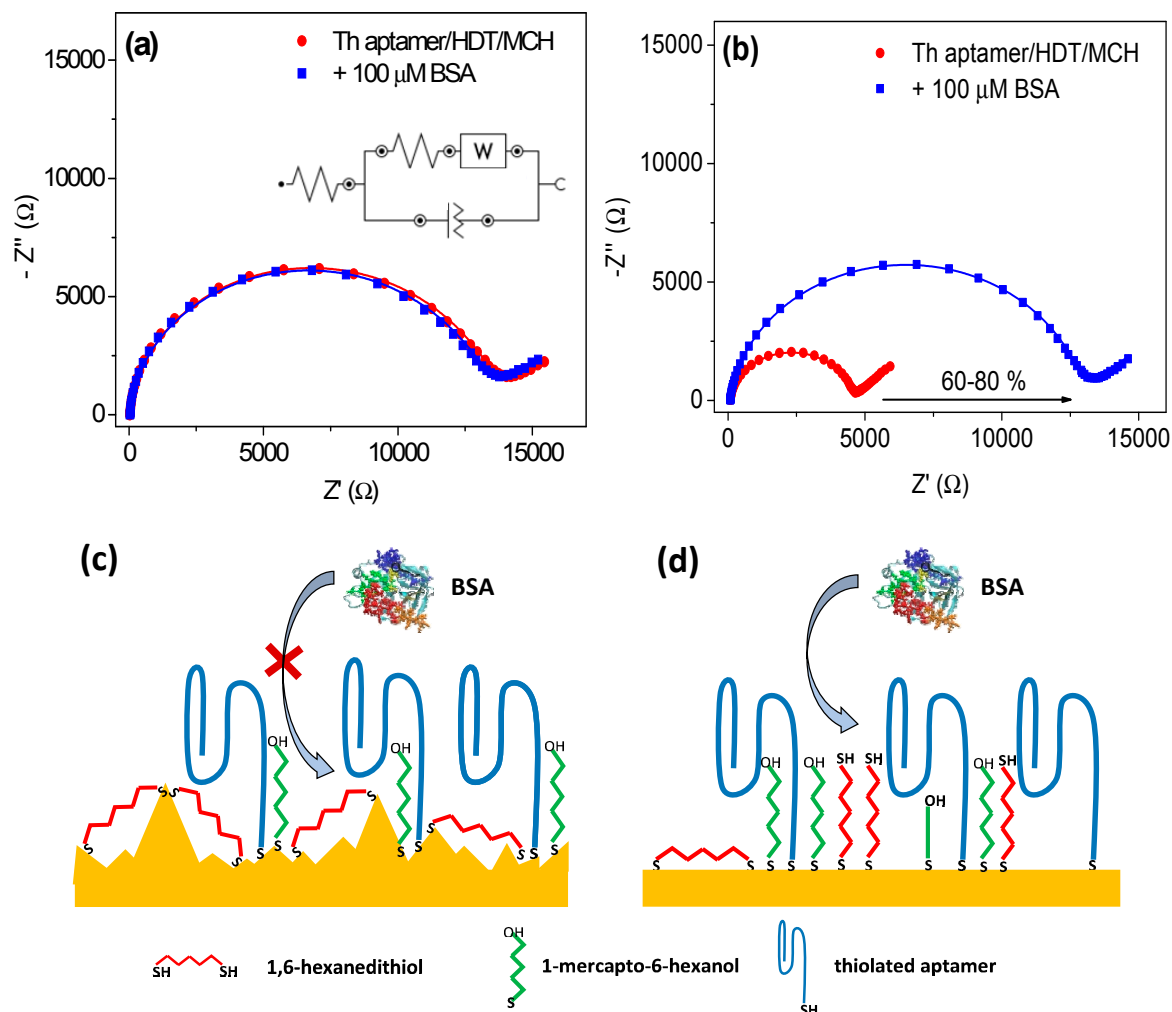 (a)
Th aptamer/HDT/MCH
+ 100 μM BSA
W
- Z'' (Ω)
15000
10000
5000
0
0 5000 10000 15000
Z' (Ω)
(b)
Th aptamer/HDT/MCH
+ 100 μM BSA
60-80 %
-Z'' (Ω)
15000
10000
5000
0
0 5000 10000 15000
Z' (Ω)
(c)
BSA
OH OH OH
S S S S S S S S S S S S
(d)
BSA
OH OH SH SH OH OH SH
S S S S S S S S S S S S
SH SH 1,6-hexanedithiol
OH
S
1-mercapto-6-hexanol
SH
thiolated aptamer